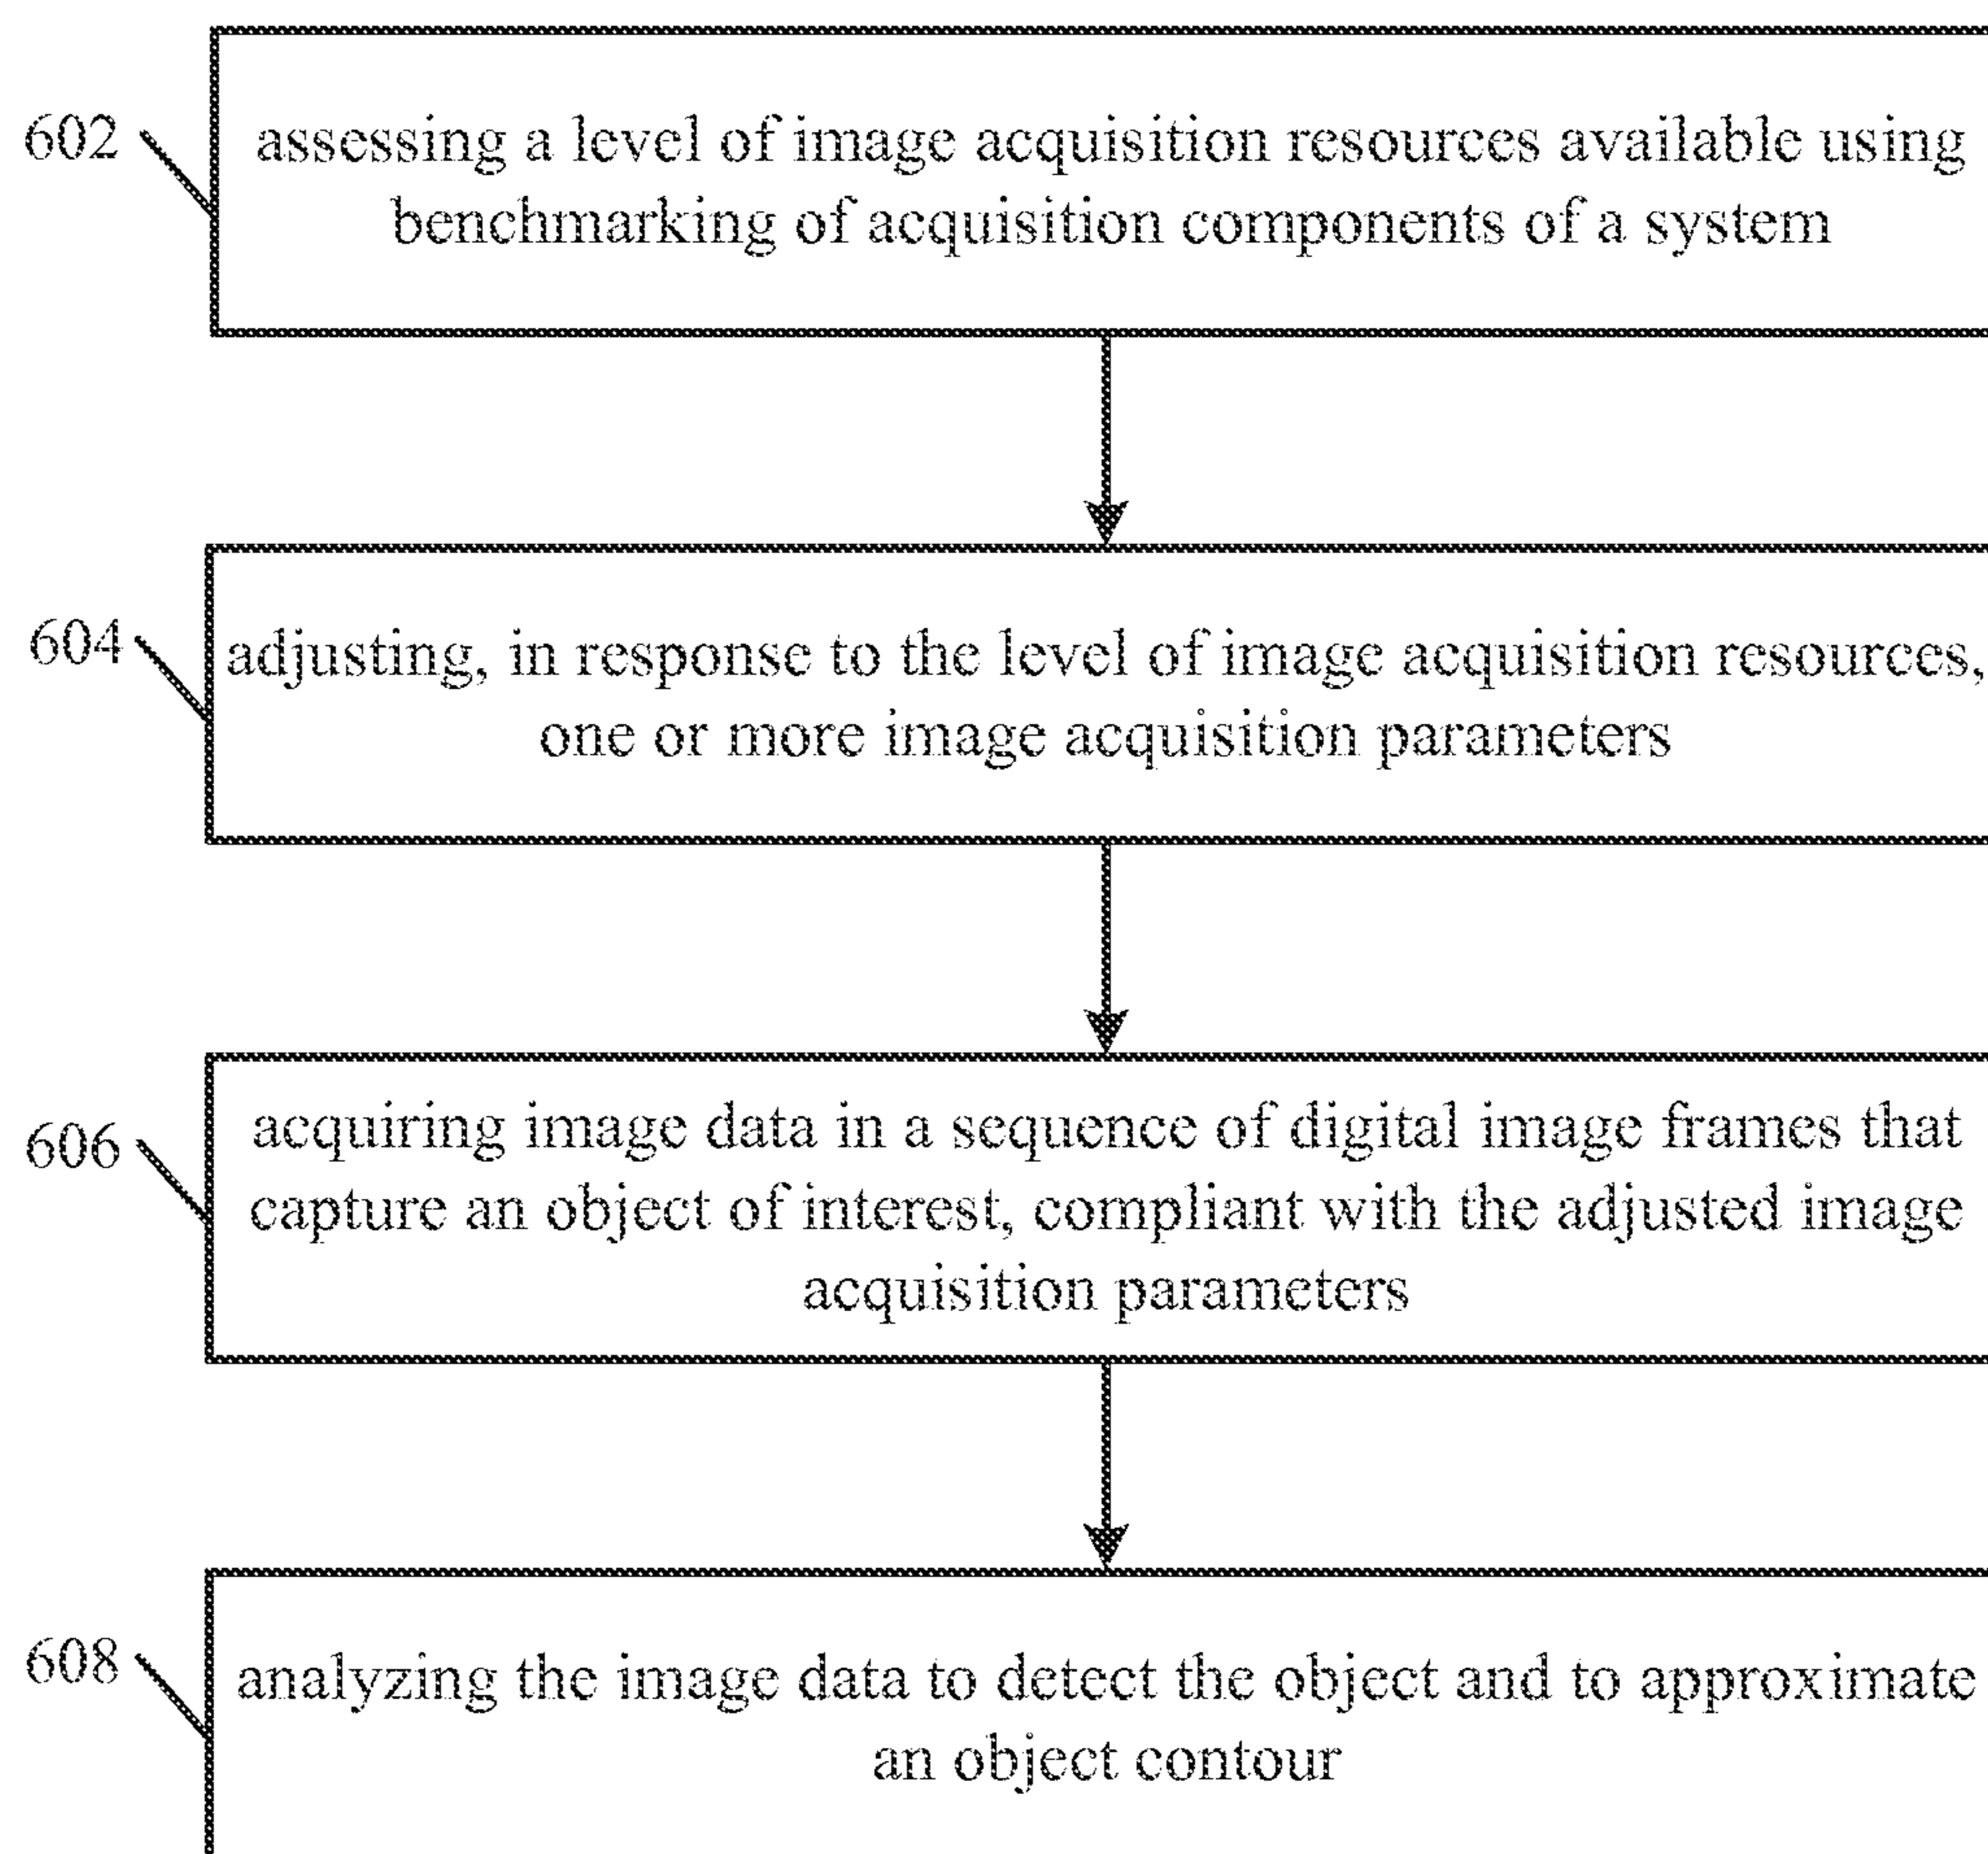 602
assessing a level of image acquisition resources available using
benchmarking of acquisition components of a system
604
adjusting, in response to the level of image acquisition resources,
one or more image acquisition parameters
606
acquiring image data in a sequence of digital image frames that
capture an object of interest, compliant with the adjusted image
acquisition parameters
608
analyzing the image data to detect the object and to approximate
an object contour